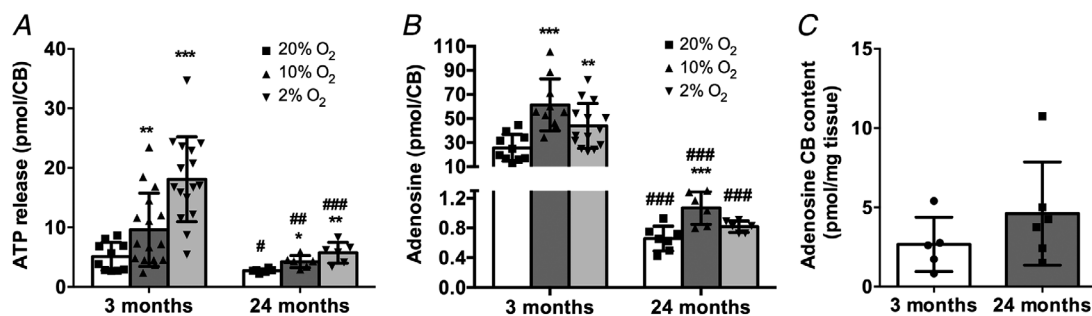 A
ATP release (pmol/CB)
40
30
20
10
0
20% O2
10% O2
2% O2
**
***
#
##
*
###
**
3 months
24 months
B
Adenosine (pmol/CB)
110
90
70
50
30
10
1.2
0.8
0.4
0.0
20% O2
10% O2
2% O2
***
**
###
###
***
###
3 months
24 months
C
Adenosine CB content
(pmol/mg tissue)
15
10
5
0
3 months
24 months